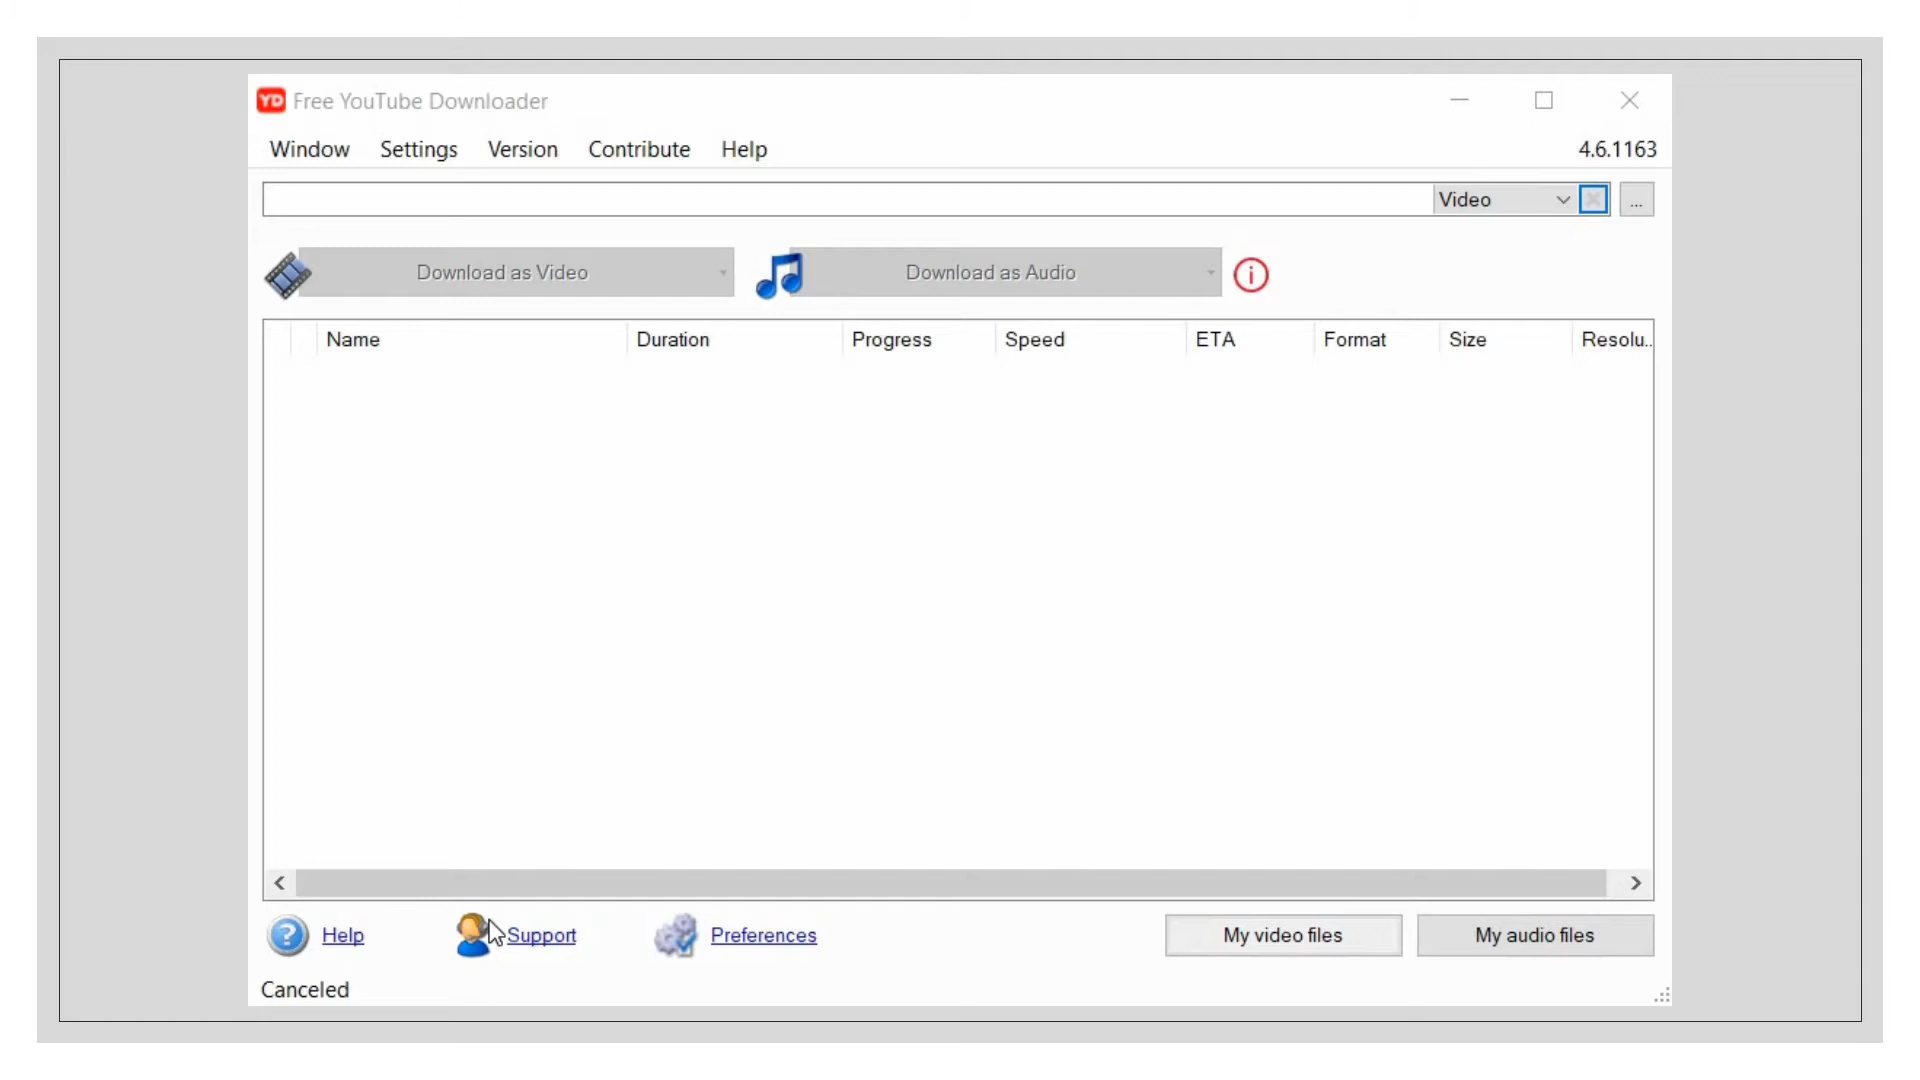 YD Free YouTube Downloader
Window Settings Version Contribute Help 4.6.1163
Video ...
Download as Video Download as Audio
Name Duration Progress Speed ETA Format Size Resolu..
Help Support Preferences My video files My audio files
Canceled